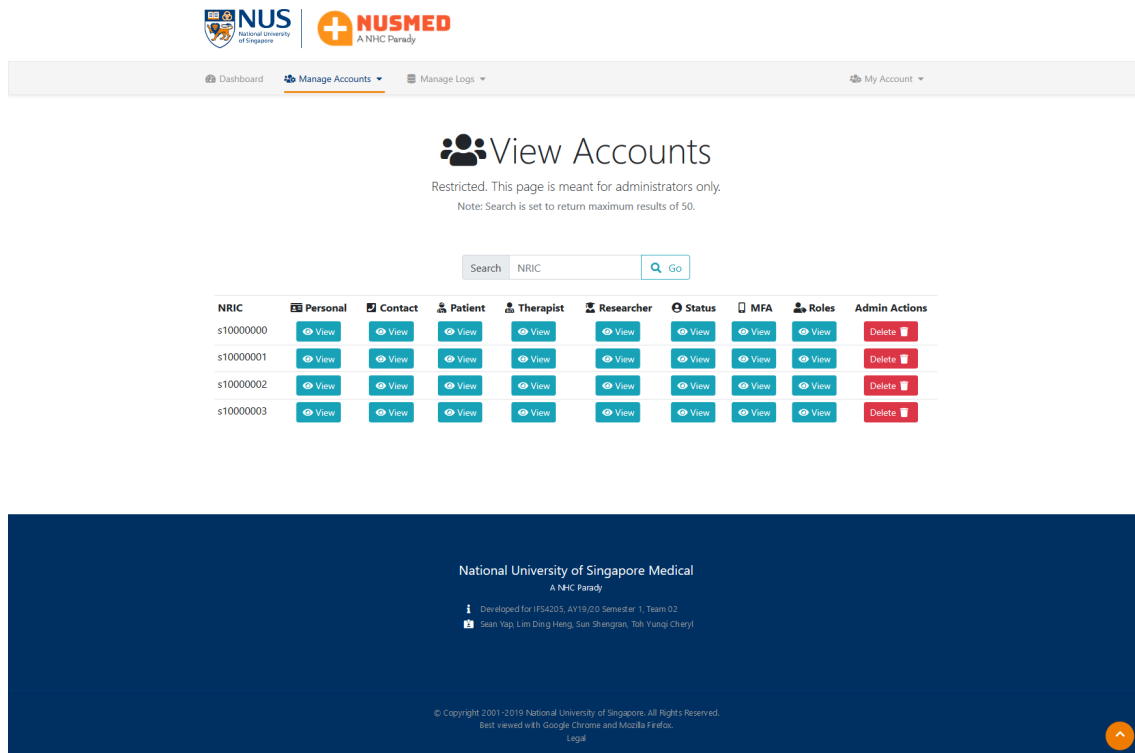 NUS
National University
of Singapore
NUSMED
A NHC Parady
Dashboard Manage Accounts Manage Logs My Account
View Accounts
Restricted. This page is meant for administrators only.
Note: Search is set to return maximum results of 50.
Search NRIC Go
NRIC Personal Contact Patient Therapist Researcher Status MFA Roles Admin Actions
s10000000 View View View View View View View View Delete
s10000001 View View View View View View View View Delete
s10000002 View View View View View View View View Delete
s10000003 View View View View View View View View Delete
National University of Singapore Medical
A NHC Parady
Developed for IFS4205, AY19/20 Semester 1, Team 02
Sean Yap, Lim Ding Heng, Sun Shengran, Toh Yunqi Cheryl
© Copyright 2001-2019 National University of Singapore. All Rights Reserved.
Best viewed with Google Chrome and Mozilla Firefox.
Legal